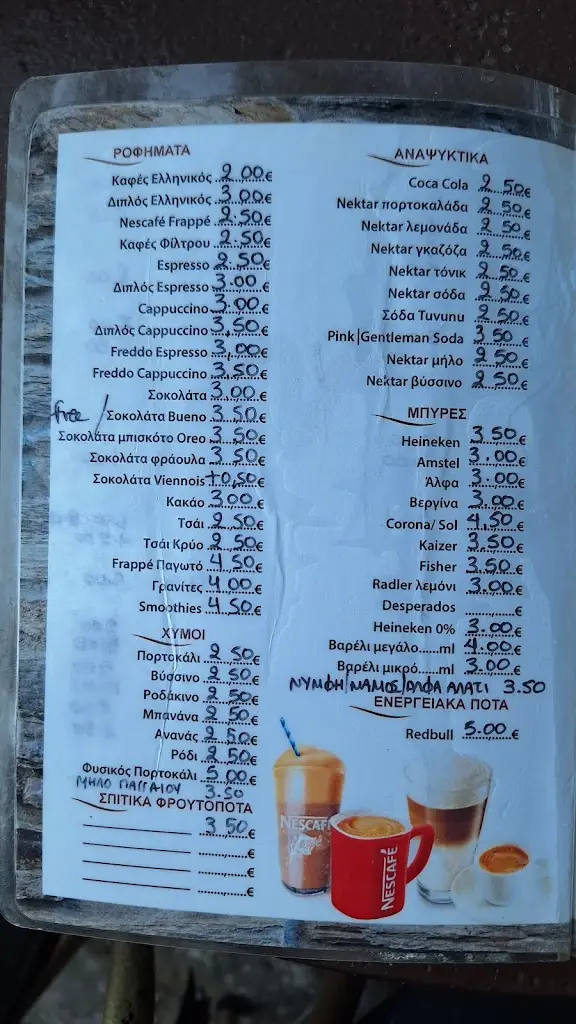 ΡΟΦΗΜΑΤΑ
Καφές Ελληνικός 2.00€
Διπλός Ελληνικός 3.00€
Nescafé Frappé 2.50€
Καφές Φίλτρου 2.50€
Espresso 2.50€
Διπλός Espresso 3.00€
Cappuccino 3.00€
Διπλός Cappuccino 3,50€
Freddo Espresso 3,00€
Freddo Cappuccino 3,50€
Σοκολάτα 3.00€
free / Σοκολάτα Bueno 3.50€
Σοκολάτα μπισκότο Oreo 3.50€
Σοκολάτα φράουλα 3.50€
Σοκολάτα Viennois +0,50€
Κακάο 3.00€
Τσάι 2.50€
Τσάι Κρύο 2.50€
Frappé Παγωτό 4.50€
Γρανίτες 4.00€
Smoothies 4.50€
ΧΥΜΟΙ
Πορτοκάλι 2.50€
Βύσσινο 2.50€
Ροδάκινο 2.50€
Μπανάνα 2.50€
Ανανάς 2.50€
Ρόδι 2.50€
Φυσικός Πορτοκάλι 5,00€
ΜΗΛΟ ΠΑΓΓΑΙΟΥ 3.50
ΣΠΙΤΙΚΑ ΦΡΟΥΤΟΠΟΤΑ
3.50€
€
€
€
ΑΝΑΨΥΚΤΙΚΑ
Coca Cola 2.50€
Nektar πορτοκαλάδα 2.50€
Nektar λεμονάδα 2.50€
Nektar γκαζόζα 2.50€
Nektar τόνικ 2.50€
Nektar σόδα 2.50€
Σόδα Tuvunu 2.50€
Pink|Gentleman Soda 3.50€
Nektar μήλο 2.50€
Nektar βύσσινο 2.50€
ΜΠΥΡΕΣ
Heineken 3.50€
Amstel 3.00€
Άλφα 3.00€
Βεργίνα 3.00€
Corona/ Sol 4,50€
Kaizer 3.50€
Fisher 3.50€
Radler λεμόνι 3.00€
Desperados ............€
Heineken 0% 3.00€
Βαρέλι μεγάλο......ml 4.00€
Βαρέλι μικρό......ml 3.00€
ΝΥΜΦΗ/ΜΑΜΟΣ/ΑΛΦΑ ΑΛΑΤΙ 3.50
ΕΝΕΡΓΕΙΑΚΑ ΠΟΤΑ
Redbull 5.00€
NESCAFÉ
NESCAFÉ